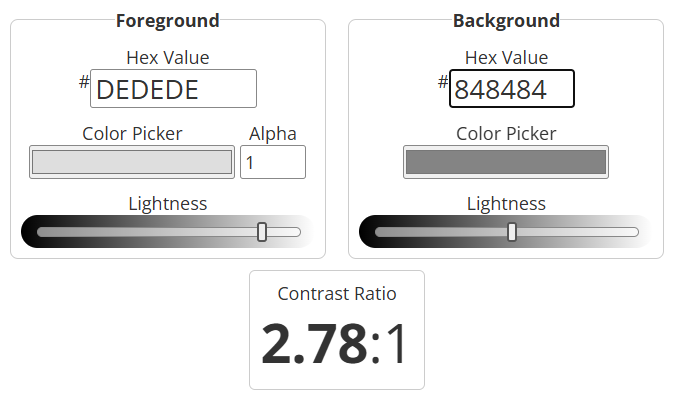 Foreground
Hex Value
# DEDEDE
Color Picker Alpha
1
Lightness
Background
Hex Value
# 848484
Color Picker
Lightness
Contrast Ratio
2.78:1